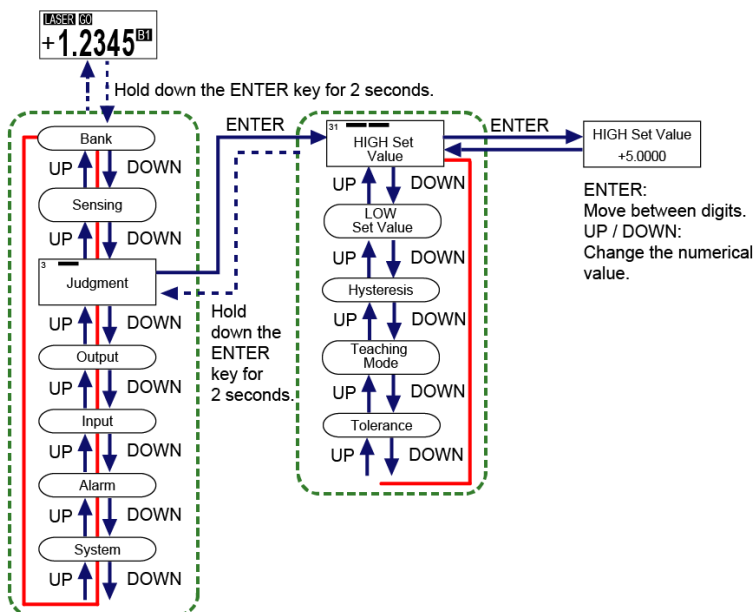 LASER GO
+1.2345 B1
Hold down the ENTER key for 2 seconds.
Bank
UP DOWN
Sensing
UP DOWN
3
Judgment
UP DOWN
Output
UP DOWN
Input
UP DOWN
Alarm
UP DOWN
System
UP DOWN
ENTER
Hold
down the
ENTER
key for
2 seconds.
31
HIGH Set
Value
UP DOWN
LOW
Set Value
UP DOWN
Hysteresis
UP DOWN
Teaching
Mode
UP DOWN
Tolerance
UP DOWN
ENTER
HIGH Set Value
+5.0000
ENTER:
Move between digits.
UP / DOWN:
Change the numerical
value.